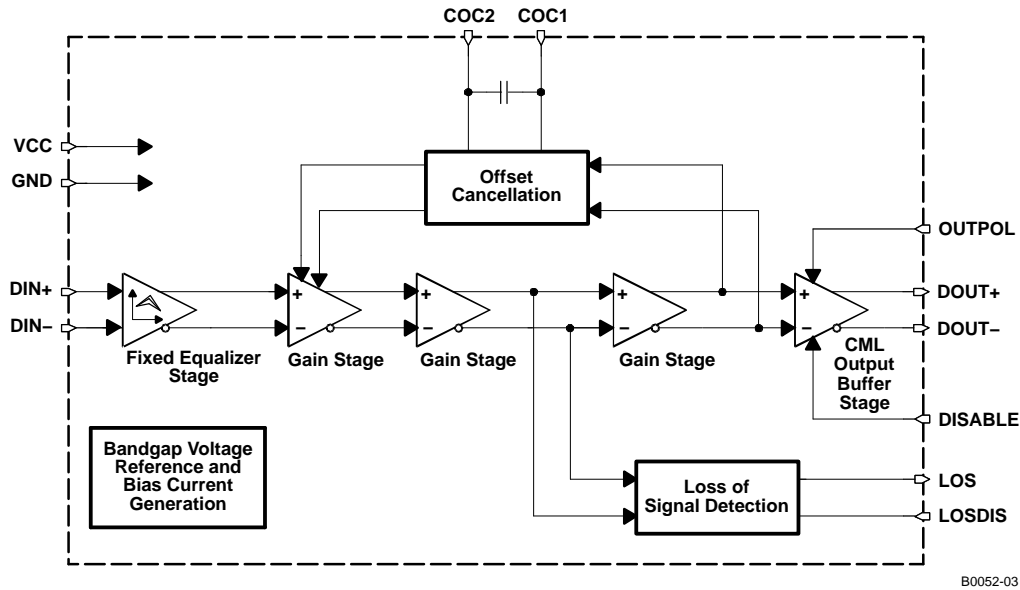 COC2 COC1
VCC
GND
Offset
Cancellation
OUTPOL
DIN+
DIN–
+
–
+
–
+
–
+
–
DOUT+
DOUT–
Fixed Equalizer
Stage
Gain Stage
Gain Stage
Gain Stage
CML
Output
Buffer
Stage
DISABLE
Bandgap Voltage
Reference and
Bias Current
Generation
Loss of
Signal Detection
LOS
LOSDIS
B0052-03